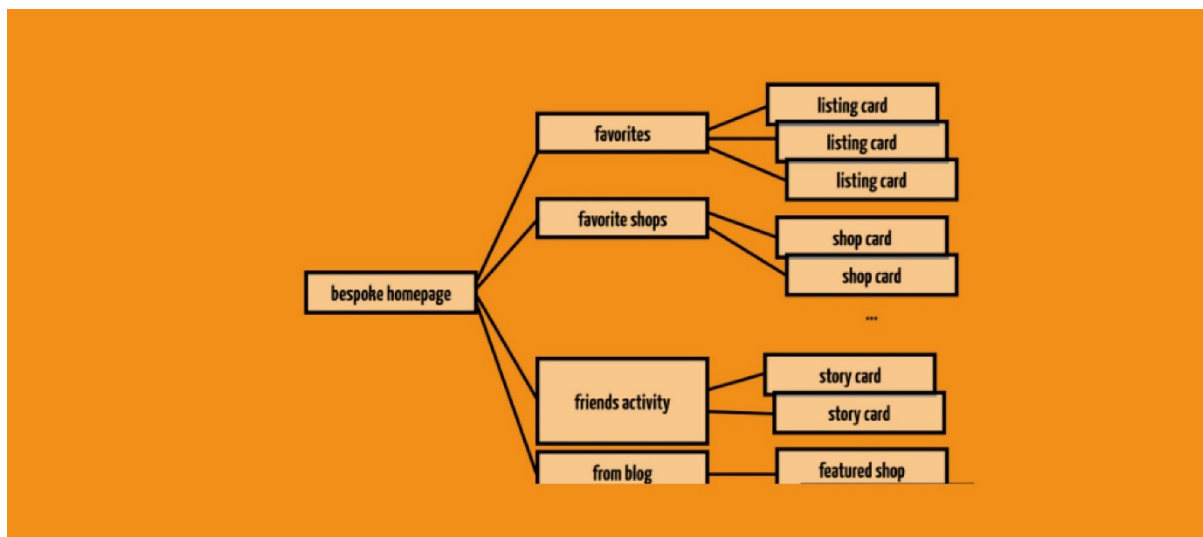 bespoke homepage
favorites
listing card
listing card
listing card
favorite shops
shop card
shop card
...
friends activity
story card
story card
from blog
featured shop